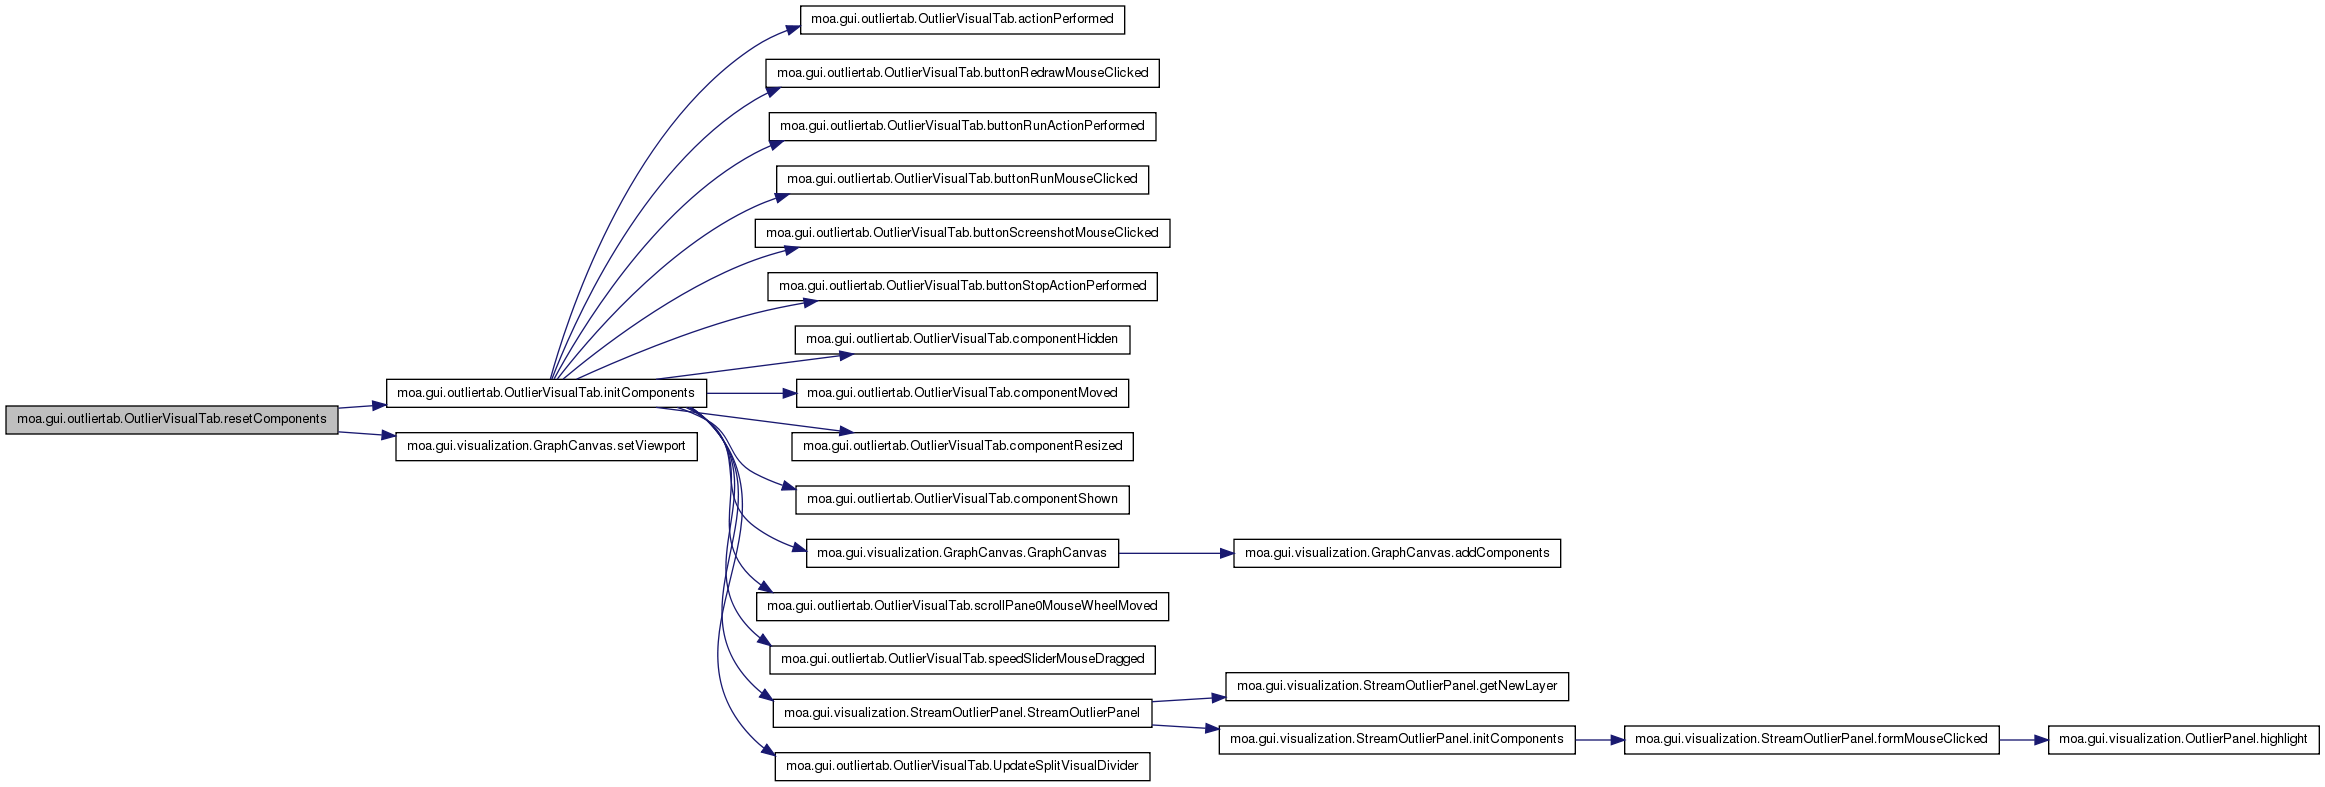 moa.gui.outliertab.OutlierVisualTab.actionPerformed
moa.gui.outliertab.OutlierVisualTab.buttonRedrawMouseClicked
moa.gui.outliertab.OutlierVisualTab.buttonRunActionPerformed
moa.gui.outliertab.OutlierVisualTab.buttonRunMouseClicked
moa.gui.outliertab.OutlierVisualTab.buttonScreenshotMouseClicked
moa.gui.outliertab.OutlierVisualTab.buttonStopActionPerformed
moa.gui.outliertab.OutlierVisualTab.componentHidden
moa.gui.outliertab.OutlierVisualTab.initComponents
moa.gui.outliertab.OutlierVisualTab.componentMoved
moa.gui.outliertab.OutlierVisualTab.resetComponents
moa.gui.visualization.GraphCanvas.setViewport
moa.gui.outliertab.OutlierVisualTab.componentResized
moa.gui.outliertab.OutlierVisualTab.componentShown
moa.gui.visualization.GraphCanvas.GraphCanvas
moa.gui.visualization.GraphCanvas.addComponents
moa.gui.outliertab.OutlierVisualTab.scrollPane0MouseWheelMoved
moa.gui.outliertab.OutlierVisualTab.speedSliderMouseDragged
moa.gui.visualization.StreamOutlierPanel.getNewLayer
moa.gui.visualization.StreamOutlierPanel.StreamOutlierPanel
moa.gui.visualization.StreamOutlierPanel.initComponents
moa.gui.visualization.StreamOutlierPanel.formMouseClicked
moa.gui.visualization.OutlierPanel.highlight
moa.gui.outliertab.OutlierVisualTab.UpdateSplitVisualDivider